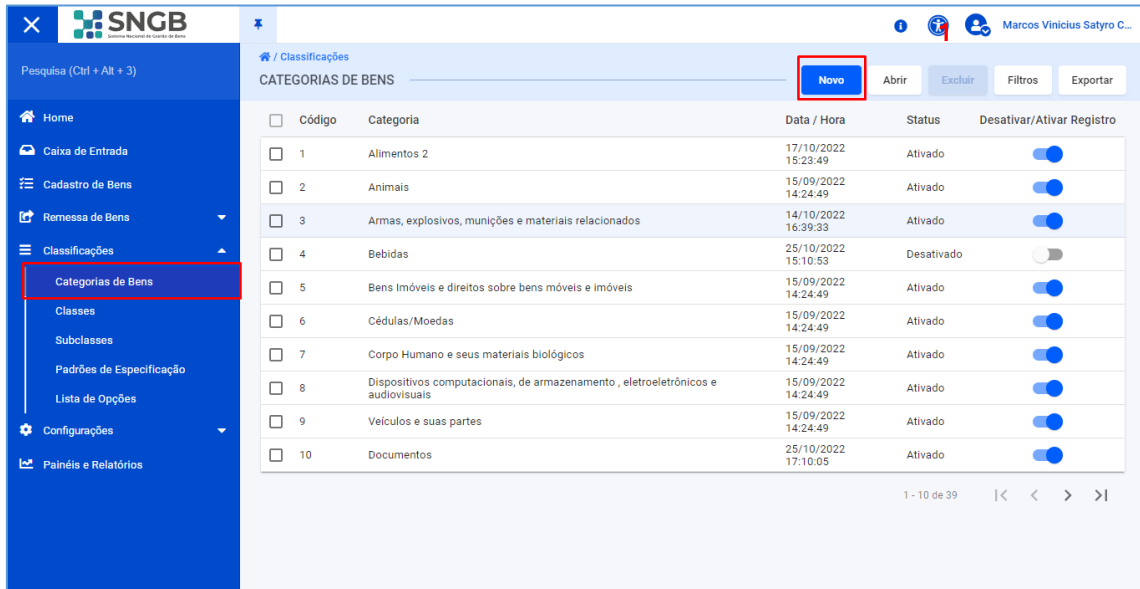 SNGB
Sistema Nacional de Gestão de Bens
Marcos Vinicius Satyro C...
Pesquisa (Ctrl + Alt + 3)
Home
Caixa de Entrada
Cadastro de Bens
Remessa de Bens
Classificações
Categorias de Bens
Classes
Subclasses
Padrões de Especificação
Lista de Opções
Configurações
Painéis e Relatórios
/ Classificações
CATEGORIAS DE BENS
Novo Abrir Excluir Filtros Exportar
Código Categoria Data / Hora Status Desativar/Ativar Registro
1 Alimentos 2 17/10/2022 15:23:49 Ativado
2 Animais 15/09/2022 14:24:49 Ativado
3 Armas, explosivos, munições e materiais relacionados 14/10/2022 16:39:33 Ativado
4 Bebidas 25/10/2022 15:10:53 Desativado
5 Bens Imóveis e direitos sobre bens móveis e imóveis 15/09/2022 14:24:49 Ativado
6 Cédulas/Moedas 15/09/2022 14:24:49 Ativado
7 Corpo Humano e seus materiais biológicos 15/09/2022 14:24:49 Ativado
8 Dispositivos computacionais, de armazenamento , eletroeletrônicos e audiovisuais 15/09/2022 14:24:49 Ativado
9 Veículos e suas partes 15/09/2022 14:24:49 Ativado
10 Documentos 25/10/2022 17:10:05 Ativado
1 - 10 de 39